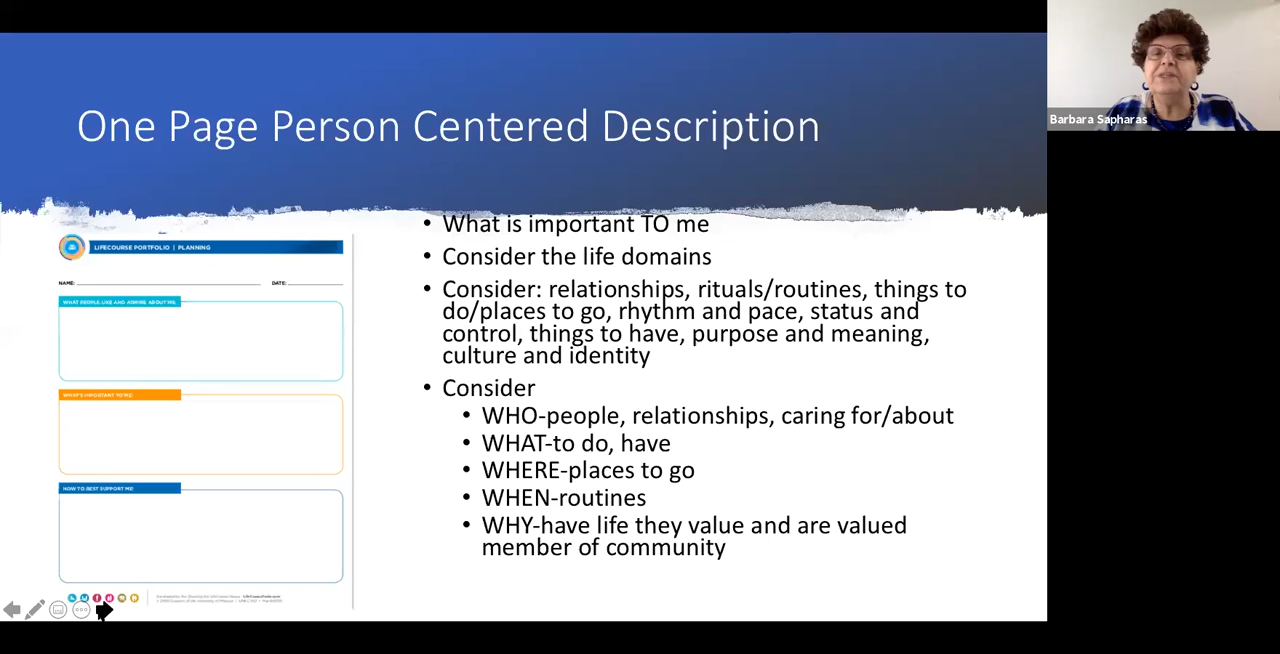 One Page Person Centered Description
Barbara Sapharas
LIFECOURSE PORTFOLIO | PLANNING
NAME:
DATE:
WHAT PEOPLE LIKE AND ADMIRE ABOUT ME
WHAT'S IMPORTANT TO ME
HOW TO BEST SUPPORT ME
• What is important TO me
• Consider the life domains
• Consider: relationships, rituals/routines, things to
do/places to go, rhythm and pace, status and
control, things to have, purpose and meaning,
culture and identity
• Consider
• WHO-people, relationships, caring for/about
• WHAT-to do, have
• WHERE-places to go
• WHEN-routines
• WHY-have life they value and are valued
member of community